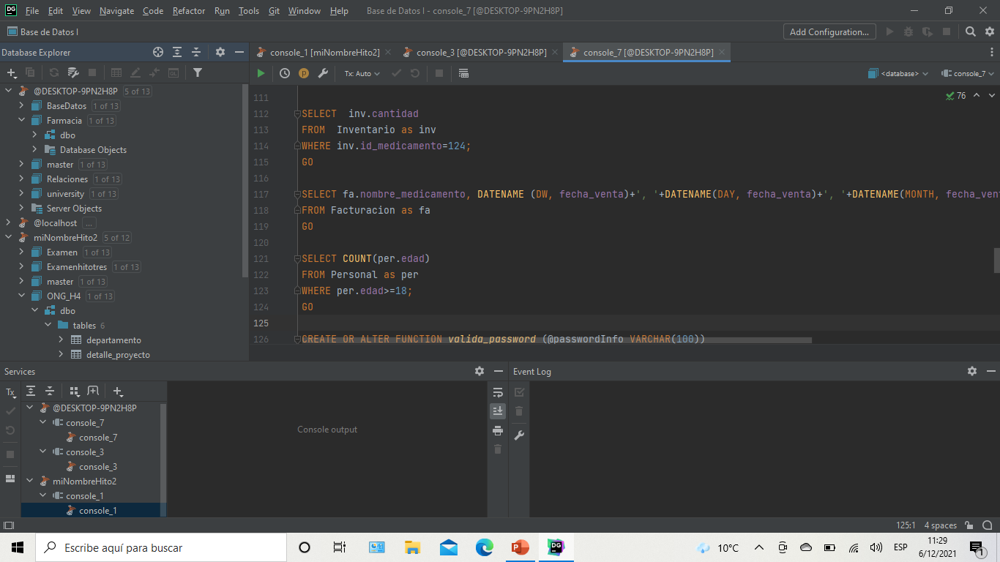 DG File Edit View Navigate Code Refactor Run Tools Git Window Help Base de Datos I - console_7 [@DESKTOP-9PN2H8P]
Base de Datos I Add Configuration...
Database Explorer
console_1 [miNombreHito2] console_3 [@DESKTOP-9PN2H8P] console_7 [@DESKTOP-9PN2H8P]
QL p Tx: Auto <database> console_7
@DESKTOP-9PN2H8P 5 of 13
BaseDatos 1 of 13
Farmacia 1 of 13
dbo
Database Objects
master 1 of 13
Relaciones 1 of 13
university 1 of 13
Server Objects
@localhost ...
miNombreHito2 5 of 12
Examen 1 of 13
Examenhitotres 1 of 13
master 1 of 13
ONG_H4 1 of 13
dbo
tables 6
departamento
detalle_proyecto
76
111
112 SELECT  inv.cantidad
113 FROM  Inventario as inv
114 WHERE inv.id_medicamento=124;
115 GO
116
117 SELECT fa.nombre_medicamento, DATENAME (DW, fecha_venta)+', '+DATENAME(DAY, fecha_venta)+', '+DATENAME(MONTH, fecha_ven
118 FROM Facturacion as fa
119 GO
120
121 SELECT COUNT(per.edad)
122 FROM Personal as per
123 WHERE per.edad>=18;
124 GO
125
126 CREATE OR ALTER FUNCTION valida_password (@passwordInfo VARCHAR(100))
Services
Tx
@DESKTOP-9PN2H8P
console_7
console_7
console_3
console_3
miNombreHito2
console_1
console_1
Console output
Event Log
125:1 4 spaces
Escribe aquí para buscar
DG
10°C
ESP
11:29
6/12/2021
1